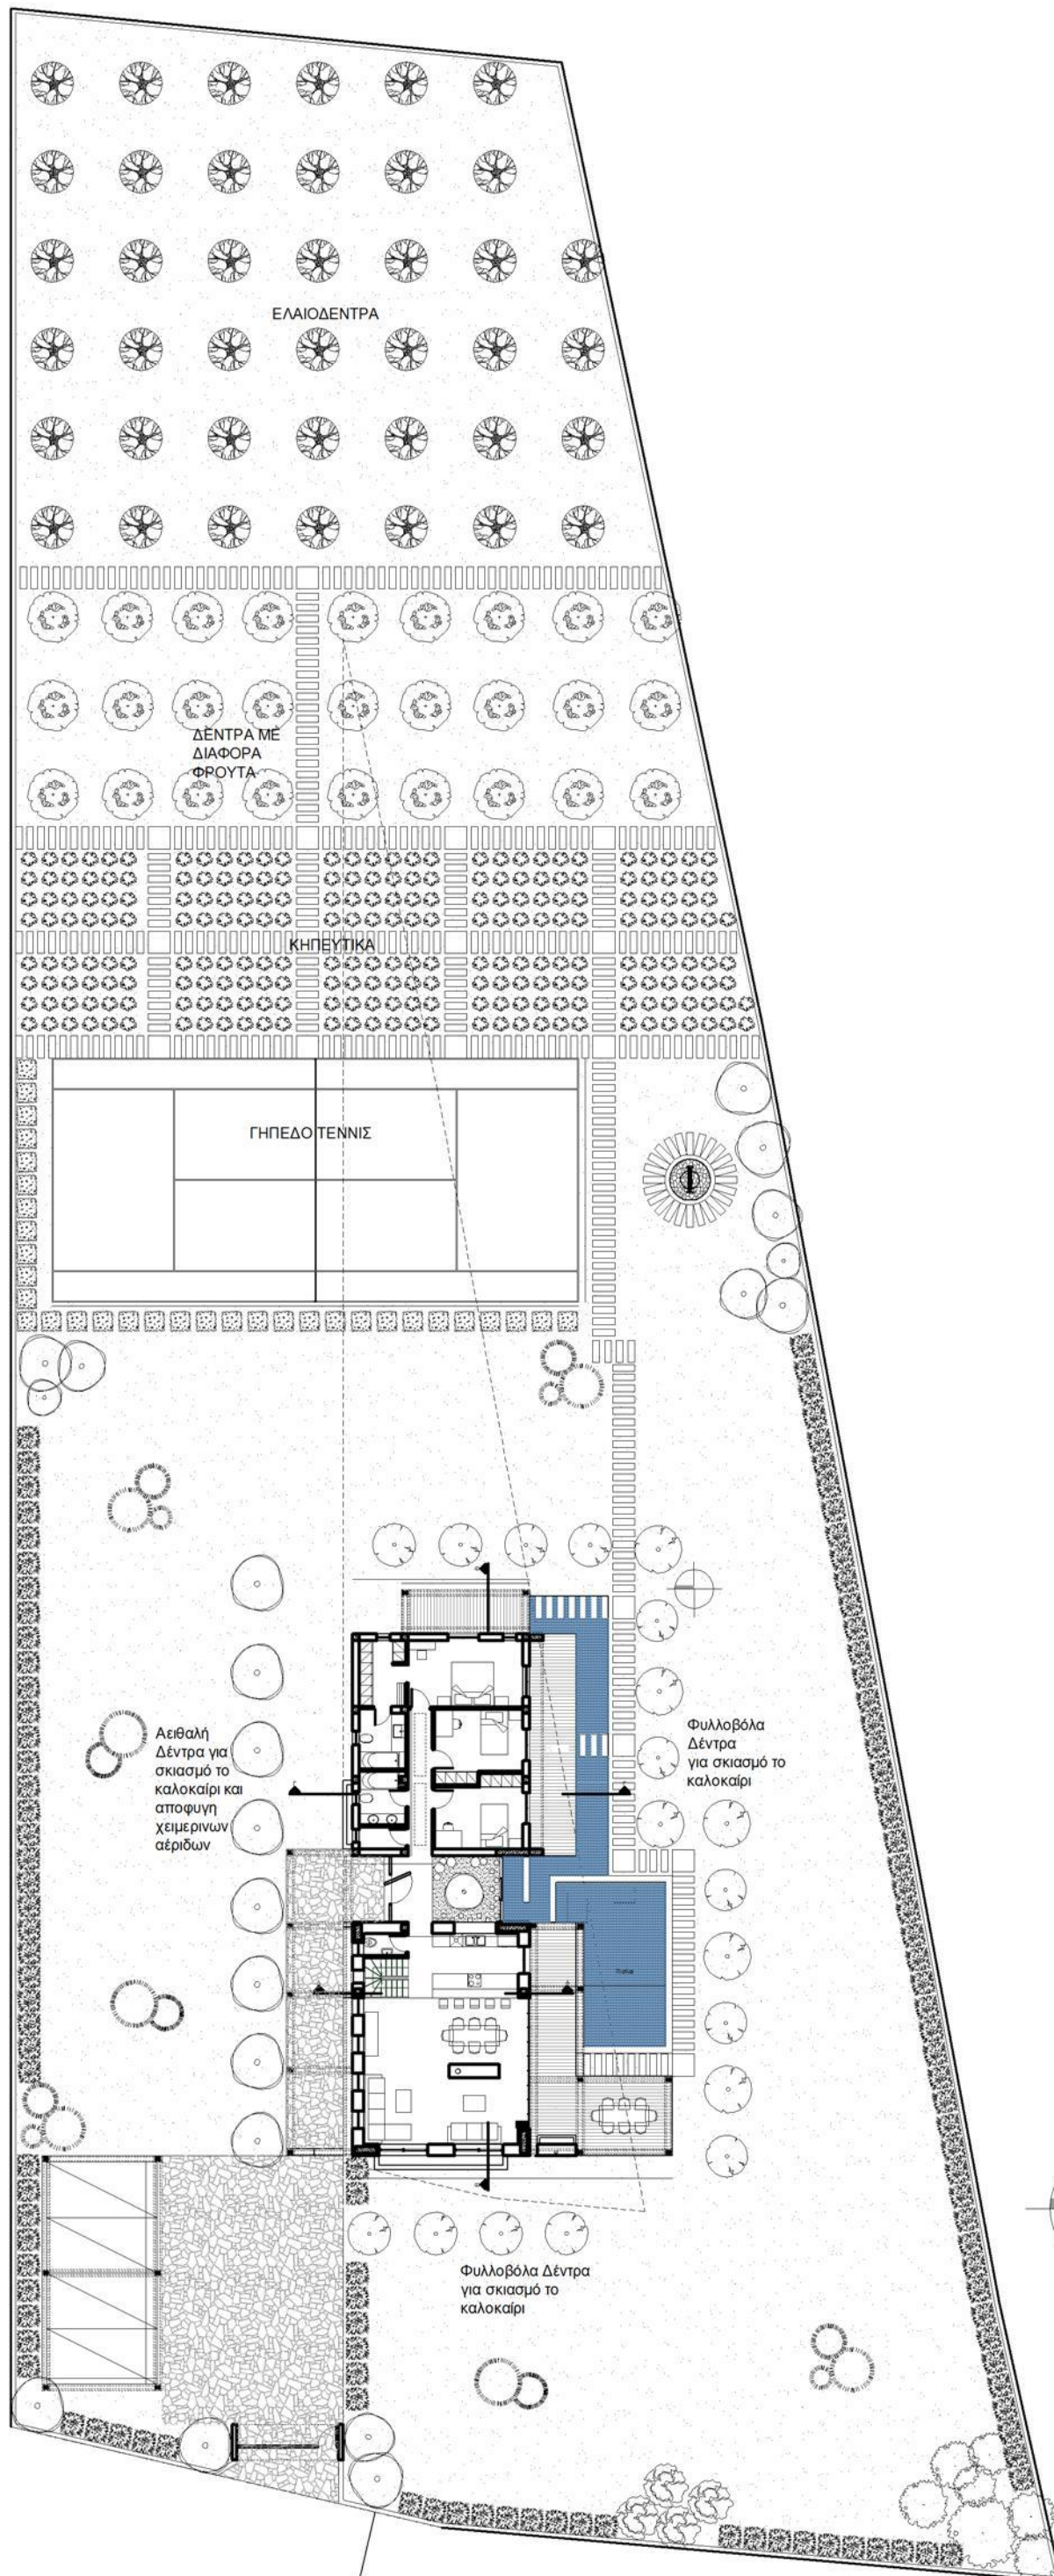 ΕΛΑΙΟΔΕΝΤΡΑ
ΔΕΝΤΡΑ ΜΕ
ΔΙΑΦΟΡΑ
ΦΡΟΥΤΑ
ΚΗΠΕΥΤΙΚΑ
ΓΗΠΕΔΟ ΤΕΝΝΙΣ
Αειθαλή
Δέντρα για
σκιασμό το
καλοκαίρι και
αποφυγη
χειμερινων
αέριδων
Φυλλοβόλα
Δέντρα
για σκιασμό το
καλοκαίρι
Φυλλοβόλα Δέντρα
για σκιασμό το
καλοκαίρι